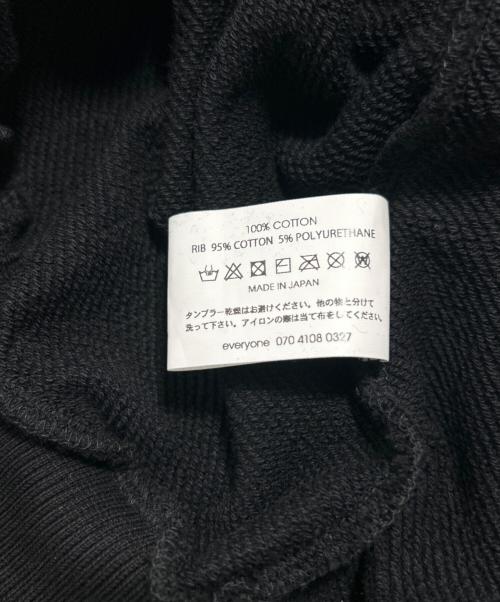 100% COTTON
RIB 95% COTTON 5% POLYURETHANE
MADE IN JAPAN
タンブラー乾燥はお避けください。他の物と分けて
洗って下さい。アイロンの際は当て布をしてください。
everyone 070 4108 0327